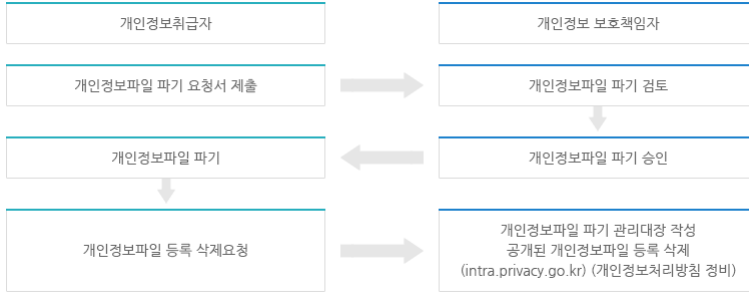 개인정보취급자
개인정보 보호책임자
개인정보파일 파기 요청서 제출
개인정보파일 파기 검토
개인정보파일 파기
개인정보파일 파기 승인
개인정보파일 등록 삭제요청
개인정보파일 파기 관리대장 작성
공개된 개인정보파일 등록 삭제
(intra.privacy.go.kr) (개인정보처리방침 정비)